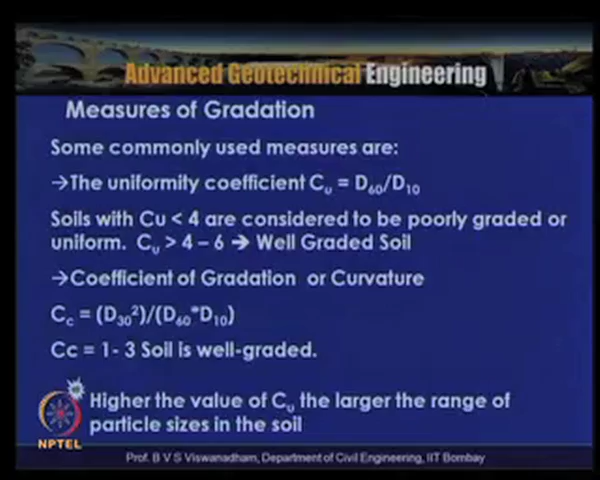 Advanced Geotechnical Engineering
Measures of Gradation
Some commonly used measures are:
→The uniformity coefficient Cᵤ = D₆₀/D₁₀
Soils with Cu < 4 are considered to be poorly graded or
uniform. Cᵤ > 4 – 6 → Well Graded Soil
→Coefficient of Gradation or Curvature
C꜀ = (D₃₀²)/(D₆₀*D₁₀)
Cc = 1- 3 Soil is well-graded.
Higher the value of Cᵤ the larger the range of
particle sizes in the soil
NPTEL
Prof. B V S Viswanadham, Department of Civil Engineering, IIT Bombay